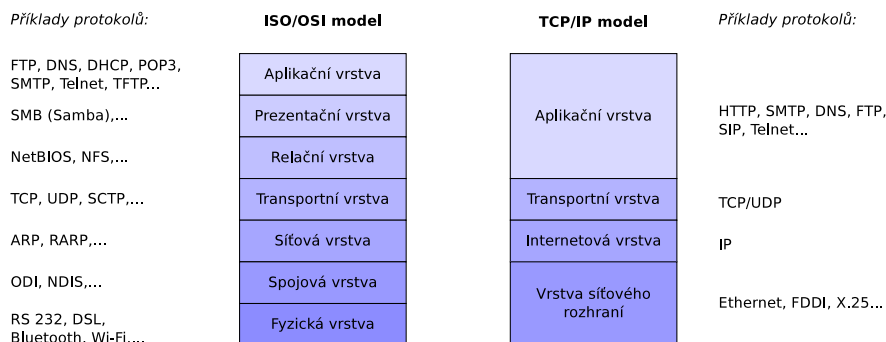 Příklady protokolů:
ISO/OSI model
TCP/IP model
Příklady protokolů:
FTP, DNS, DHCP, POP3,
SMTP, Telnet, TFTP...
Aplikační vrstva
SMB (Samba),...
Prezentační vrstva
NetBIOS, NFS,...
Relační vrstva
Aplikační vrstva
HTTP, SMTP, DNS, FTP,
SIP, Telnet...
TCP, UDP, SCTP,...
Transportní vrstva
Transportní vrstva
TCP/UDP
ARP, RARP,...
Síťová vrstva
Internetová vrstva
IP
ODI, NDIS,...
Spojová vrstva
RS 232, DSL,
Bluetooth, Wi-Fi,...
Fyzická vrstva
Vrstva síťového
rozhraní
Ethernet, FDDI, X.25...